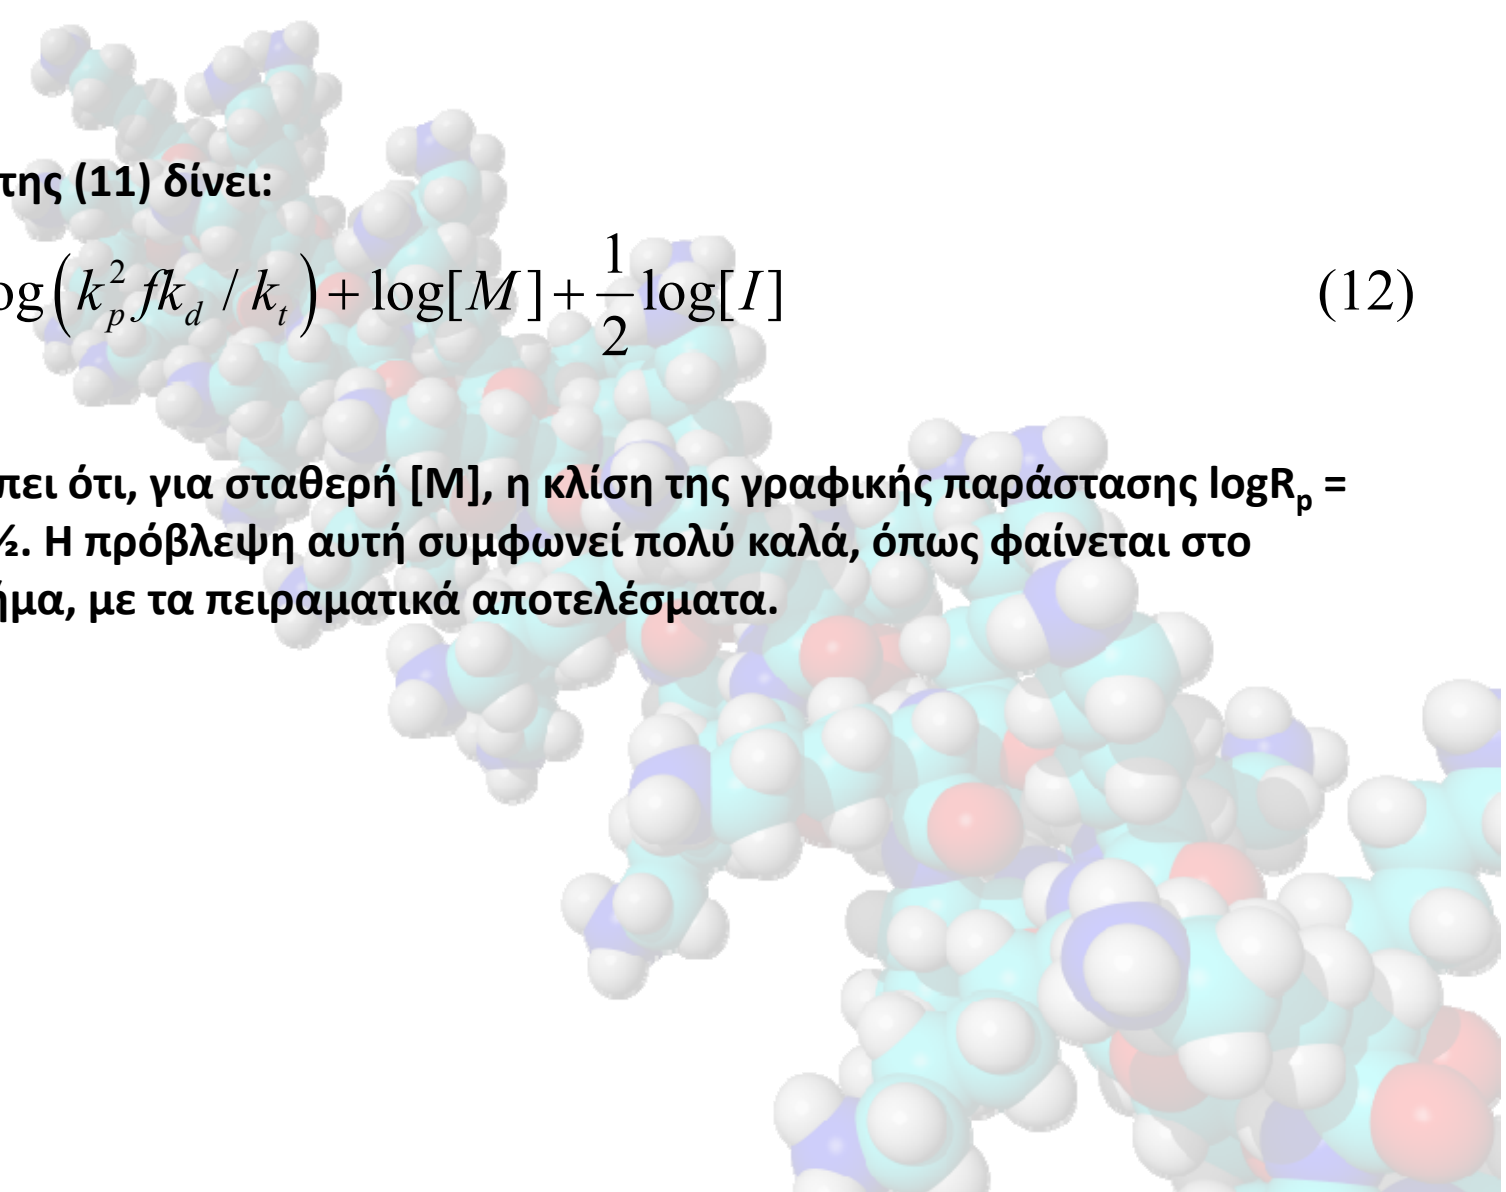 της (11) δίνει:
og(k_p^2 fk_d / k_t) + log[M] + 1/2 log[I] (12)
πει ότι, για σταθερή [M], η κλίση της γραφικής παράστασης logR_p =
½. Η πρόβλεψη αυτή συμφωνεί πολύ καλά, όπως φαίνεται στο
ήμα, με τα πειραματικά αποτελέσματα.